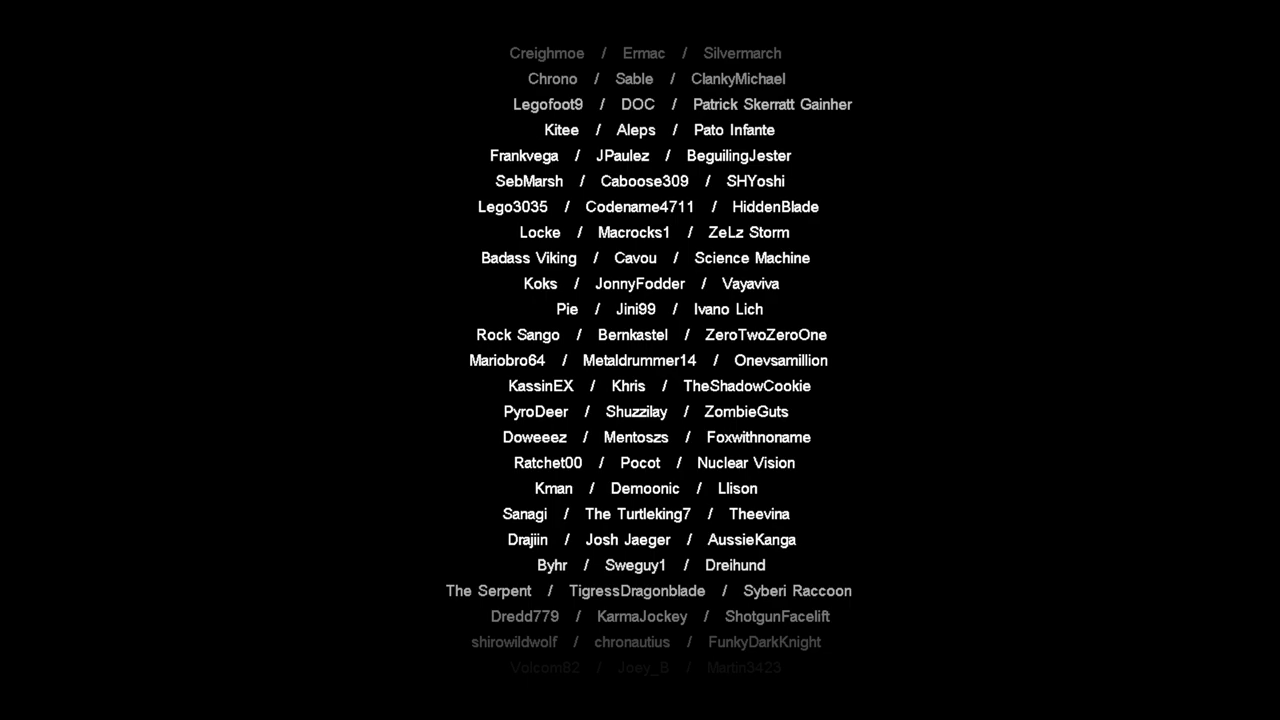 Creighmoe / Ermac / Silvermarch
Chrono / Sable / ClankyMichael
Legofoot9 / DOC / Patrick Skerratt Gainher
Kitee / Aleps / Pato Infante
Frankvega / JPaulez / BeguilingJester
SebMarsh / Caboose309 / SHYoshi
Lego3035 / Codename4711 / HiddenBlade
Locke / Macrocks1 / ZeLz Storm
Badass Viking / Cavou / Science Machine
Koks / JonnyFodder / Vayaviva
Pie / Jini99 / Ivano Lich
Rock Sango / Bernkastel / ZeroTwoZeroOne
Mariobro64 / Metaldrummer14 / Onevsamillion
KassinEX / Khris / TheShadowCookie
PyroDeer / Shuzzilay / ZombieGuts
Doweeez / Mentoszs / Foxwithnoname
Ratchet00 / Pocot / Nuclear Vision
Kman / Demoonic / Llison
Sanagi / The Turtleking7 / Theevina
Drajiin / Josh Jaeger / AussieKanga
Byhr / Sweguy1 / Dreihund
The Serpent / TigressDragonblade / Syberi Raccoon
Dredd779 / KarmaJockey / ShotgunFacelift
shirowildwolf / chronautius / FunkyDarkKnight
Volcom82 / Joey_B / Martin3423